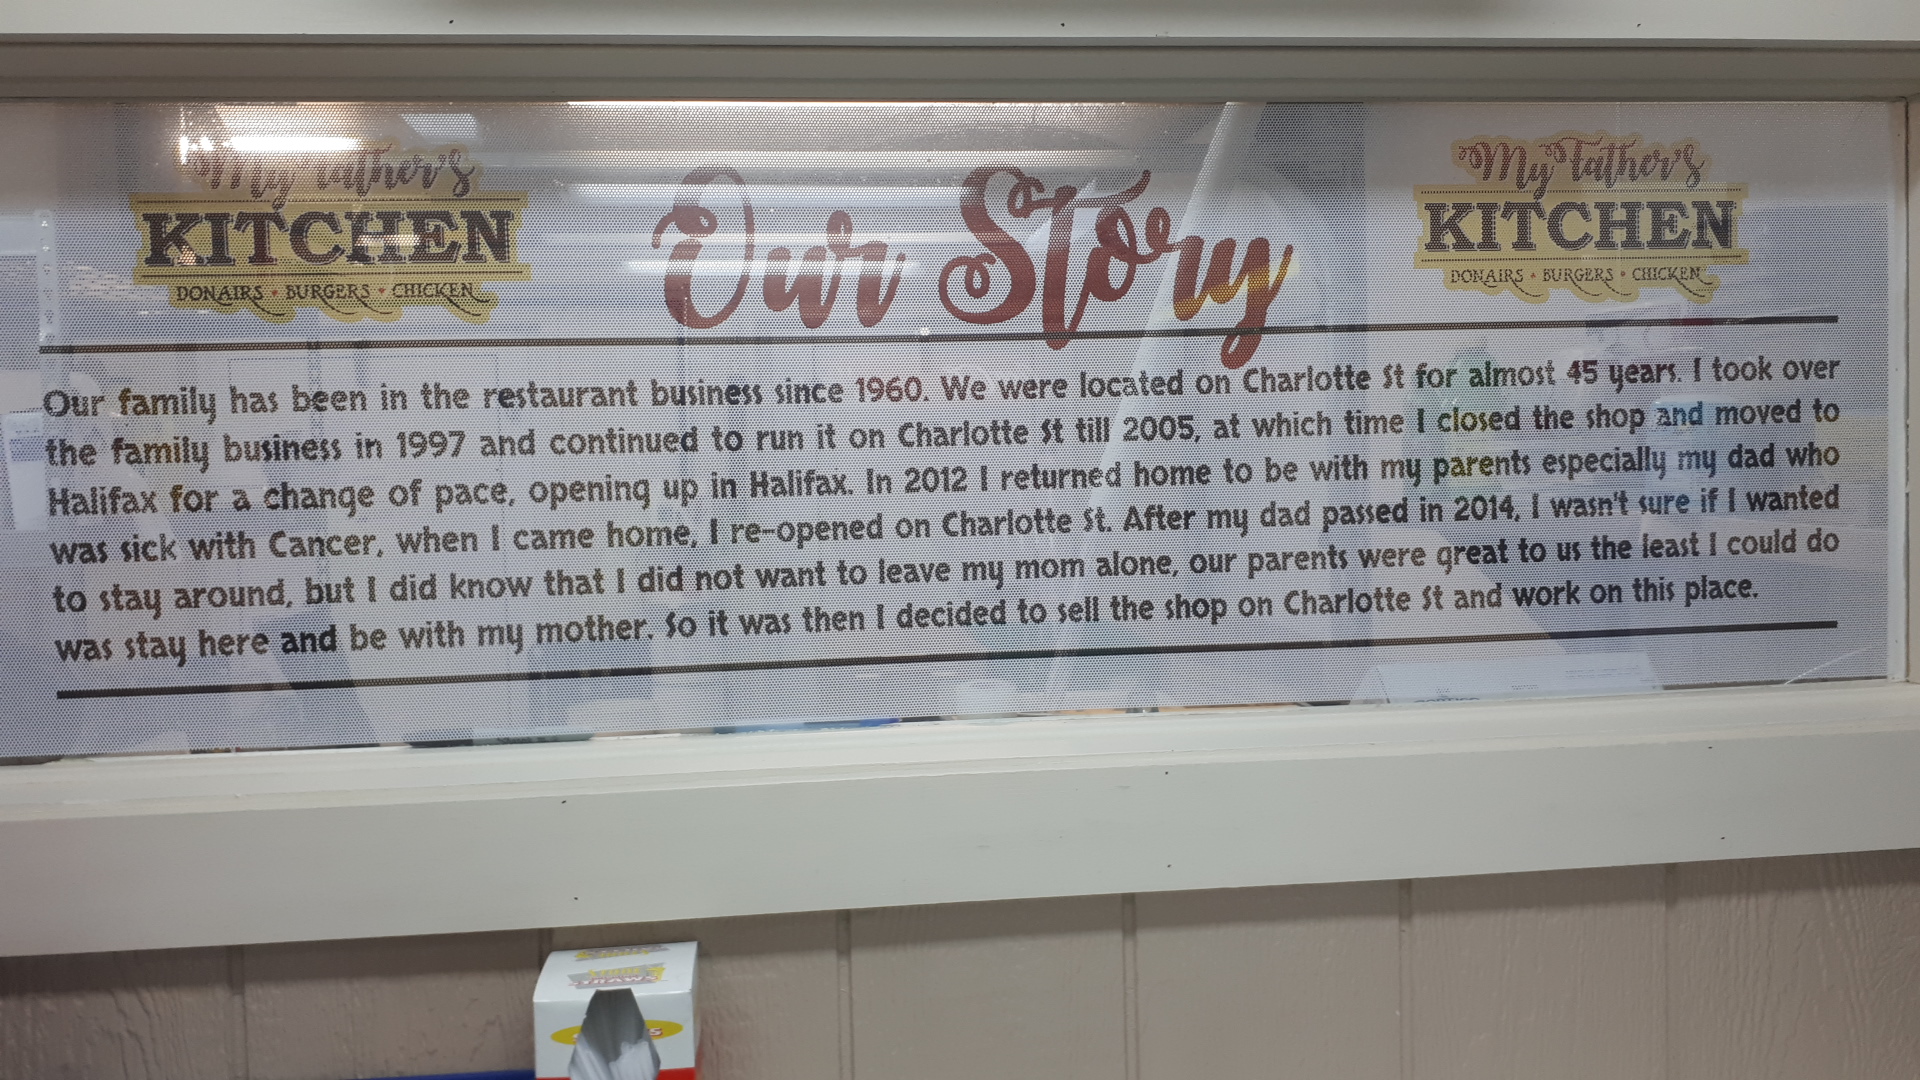 My Father's
KITCHEN
DONAIRS • BURGERS • CHICKEN
Our Story
My Father's
KITCHEN
DONAIRS • BURGERS • CHICKEN
Our family has been in the restaurant business since 1960. We were located on Charlotte St for almost 45 years. I took over
the family business in 1997 and continued to run it on Charlotte St till 2005, at which time I closed the shop and moved to
Halifax for a change of pace, opening up in Halifax. In 2012 I returned home to be with my parents especially my dad who
was sick with Cancer, when I came home, I re-opened on Charlotte St. After my dad passed in 2014, I wasn't sure if I wanted
to stay around, but I did know that I did not want to leave my mom alone, our parents were great to us the least I could do
was stay here and be with my mother. So it was then I decided to sell the shop on Charlotte St and work on this place.